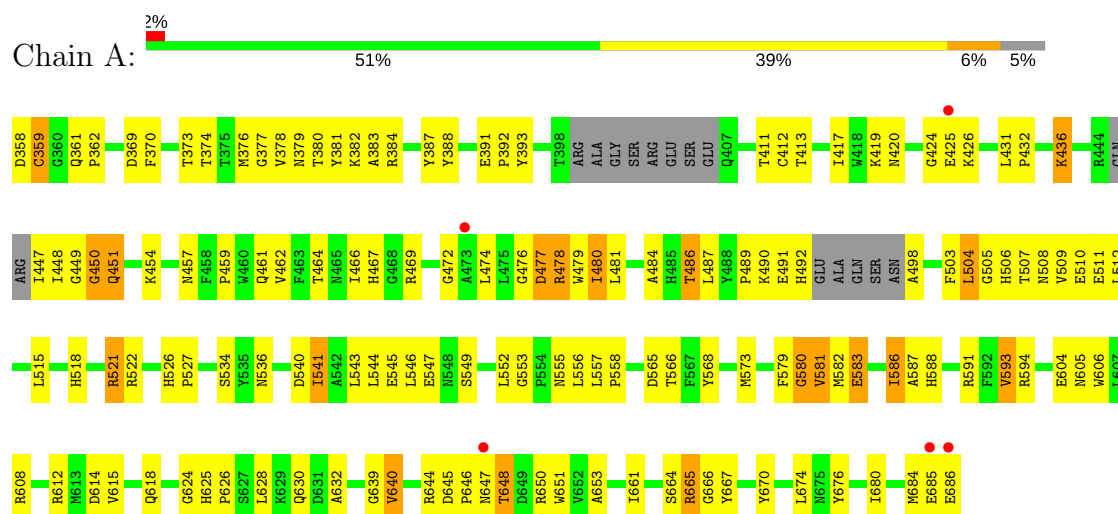 2%
Chain A:
51% 39% 6% 5%
D358 C359 G360 Q361 P362 D369 F370 T373 T374 T375 M376 G377 V378 N379 T380 Y381 K382 A383 R384 Y387 Y388 E391 P392 Y393 T398 ARG ALA GLY SER ARG GLU SER GLU Q407 T411 C412 T413 I417 W418 K419 N420 G424 E425 K426 L431 P432 K436 R444 GLN
ARG I447 I448 G449 G450 Q451 K454 N457 F458 P459 W460 Q461 V462 F463 T464 N465 I466 H467 G468 R469 G472 A473 L474 L475 G476 D477 R478 W479 I480 L481 A484 H485 T486 L487 Y488 P489 K490 E491 H492 GLU ALA GLN SER ASN A498 F503 L504 G505 H506 T507 N508 V509 E510 E511 L512
L515 H518 R521 R522 H526 P527 S534 Y535 N536 D540 I541 A542 L543 L544 E545 L546 E547 N548 S549 L552 G553 P554 N555 L556 L557 P558 D565 T566 F567 Y568 M573 F579 G580 V581 M582 E583 I586 A587 H588 R591 F592 V593 R594 E604 N605 W606 L607
R608 R612 M613 D614 V615 Q618 G624 H625 P626 S627 L628 K629 Q630 D631 A632 G639 V640 R644 D645 P646 N647 T648 D649 R650 W651 V652 A653 I661 S664 R665 G666 Y667 Y670 L674 N675 Y676 I680 M684 E685 E686